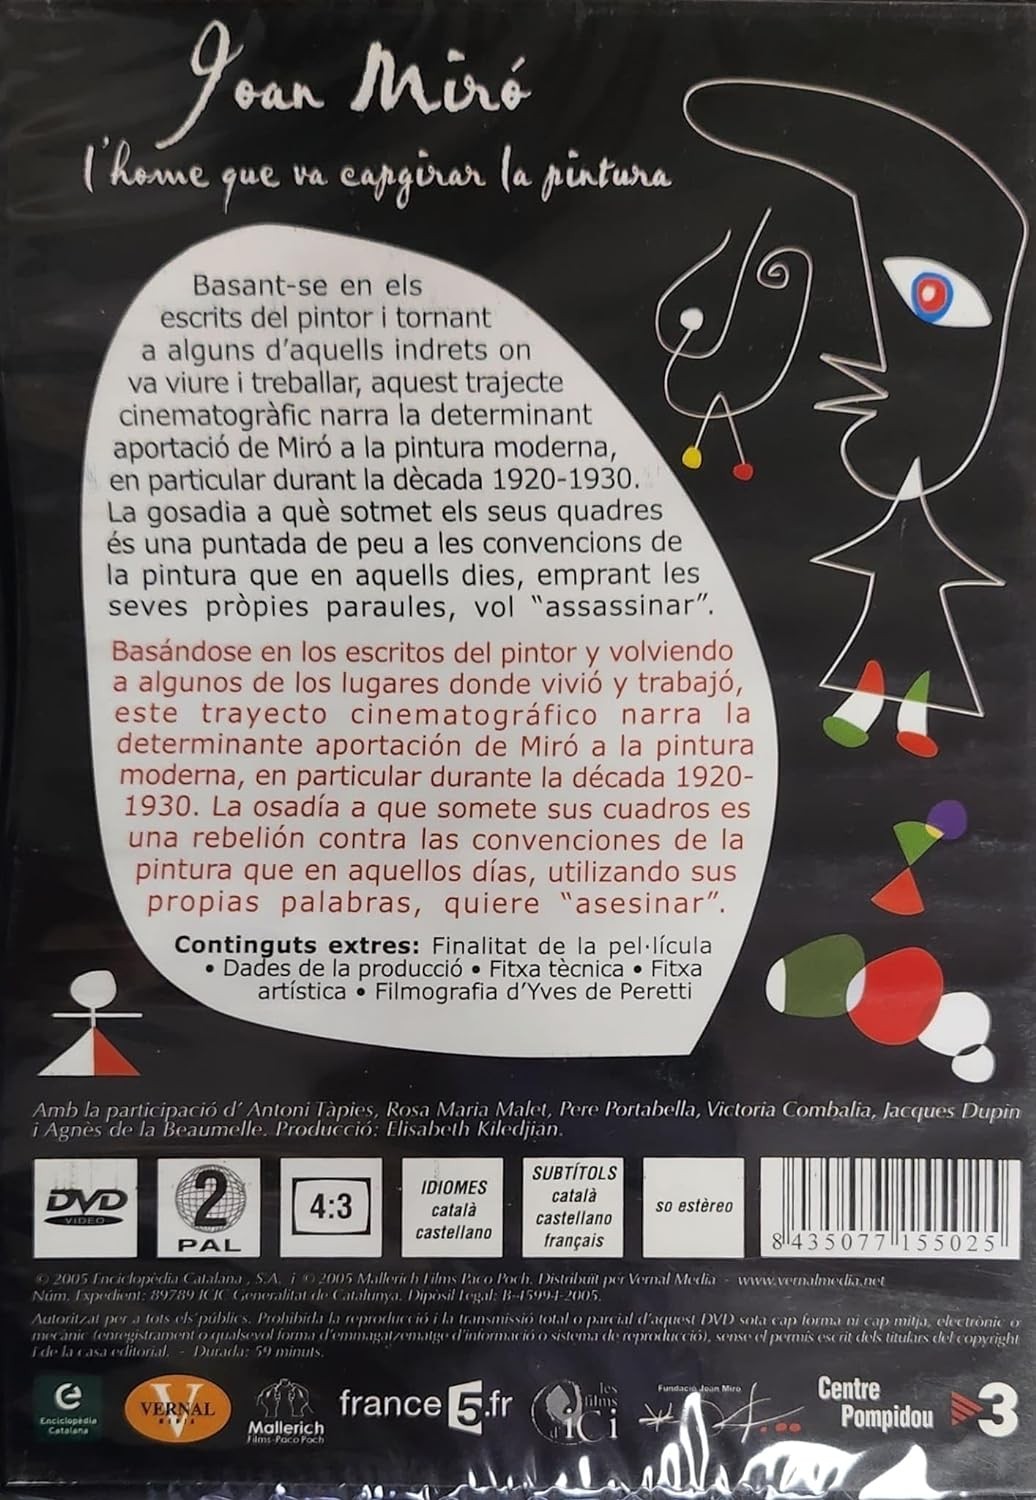 Joan Miró
l'home que va capgirar la pintura
Basant-se en els
escrits del pintor i tornant
a alguns d'aquells indrets on
va viure i treballar, aquest trajecte
cinematogràfic narra la determinant
aportació de Miró a la pintura moderna,
en particular durant la dècada 1920-1930.
La gosadia a què sotmet els seus quadres
és una puntada de peu a les convencions de
la pintura que en aquells dies, emprant les
seves pròpies paraules, vol "assassinar".
Basándose en los escritos del pintor y volviendo
a algunos de los lugares donde vivió y trabajó,
este trayecto cinematográfico narra la
determinante aportación de Miró a la pintura
moderna, en particular durante la década 1920-
1930. La osadía a que somete sus cuadros es
una rebelión contra las convenciones de la
pintura que en aquellos días, utilizando sus
propias palabras, quiere "asesinar".
Continguts extres: Finalitat de la pel·lícula
• Dades de la producció • Fitxa tècnica • Fitxa
artística • Filmografia d'Yves de Peretti
Amb la participació d' Antoni Tàpies, Rosa Maria Malet, Pere Portabella, Victoria Combalia, Jacques Dupin
i Agnès de la Beaumelle. Producció: Elisabeth Kiledjian.
DVD
VIDEO
2
PAL
4:3
IDIOMES
català
castellano
SUBTÍTOLS
català
castellano
français
so estèreo
8 435077 155025
© 2005 Enciclopèdia Catalana, S.A. i © 2005 Mallerich Films Paco Poch. Distribuït per Vernal Media - www.vernalmedia.net
Núm. Expedient: 89789 ICIC Generalitat de Catalunya. Dipòsil Legal: B-45994-2005.
Autoritzat per a tots els públics. Prohibida la reproducció i la transmissió total o parcial d'aquest DVD sota cap forma ni cap mitja, electrònic o
mecànic (enregistrament o qualsevol forma d'emmagatzematge d'informació o sistema de reproducció), sense el permís escrit dels titulars del copyright
i de la casa editorial. - Durada: 59 minuts.
Enciclopèdia
Catalana
VERNAL
MEDIA
Mallerich
Films-Paco Poch
france 5.fr
les
films
d'ici
Fundació Joan Miró
Centre
Pompidou
3